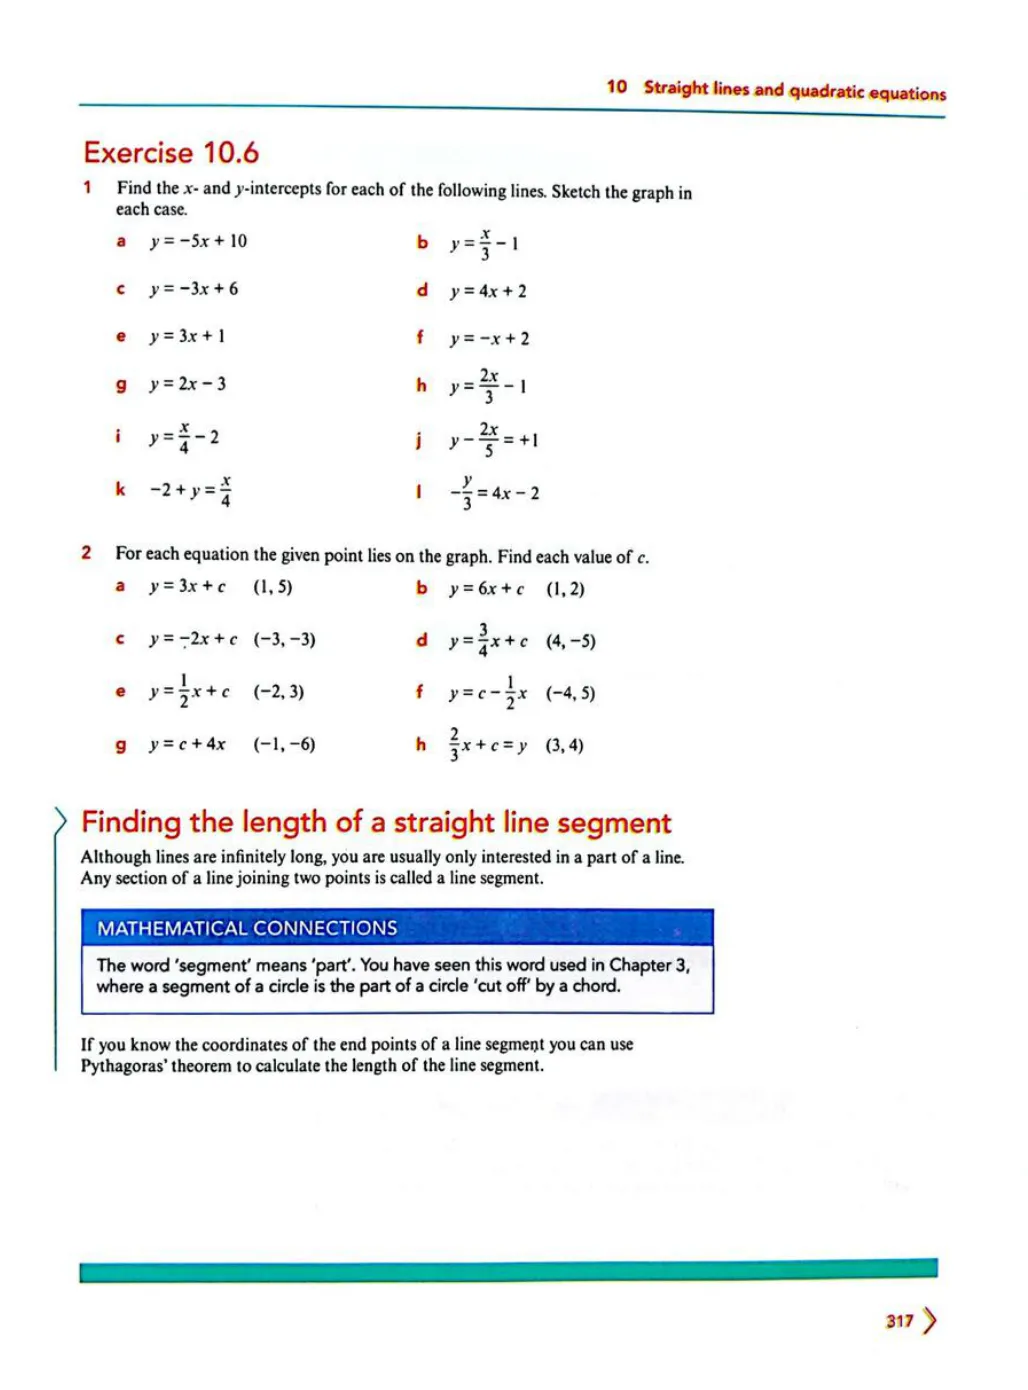 10 Straight lines and quadratic equations
Exercise 10.6
1 Find the x- and y-intercepts for each of the following lines. Sketch the graph in
each case.
a y = −5x + 10 b y = x/3 − 1
c y = −3x + 6 d y = 4x + 2
e y = 3x + 1 f y = −x + 2
g y = 2x − 3 h y = 2x/3 − 1
i y = x/4 − 2 j y − 2x/5 = +1
k −2 + y = x/4 l −y/3 = 4x − 2
2 For each equation the given point lies on the graph. Find each value of c.
a y = 3x + c (1, 5) b y = 6x + c (1, 2)
c y = −2x + c (−3, −3) d y = 3/4x + c (4, −5)
e y = 1/2x + c (−2, 3) f y = c − 1/2x (−4, 5)
g y = c + 4x (−1, −6) h 2/3x + c = y (3, 4)
Finding the length of a straight line segment
Although lines are infinitely long, you are usually only interested in a part of a line.
Any section of a line joining two points is called a line segment.
MATHEMATICAL CONNECTIONS
The word 'segment' means 'part'. You have seen this word used in Chapter 3,
where a segment of a circle is the part of a circle 'cut off' by a chord.
If you know the coordinates of the end points of a line segment you can use
Pythagoras' theorem to calculate the length of the line segment.
317